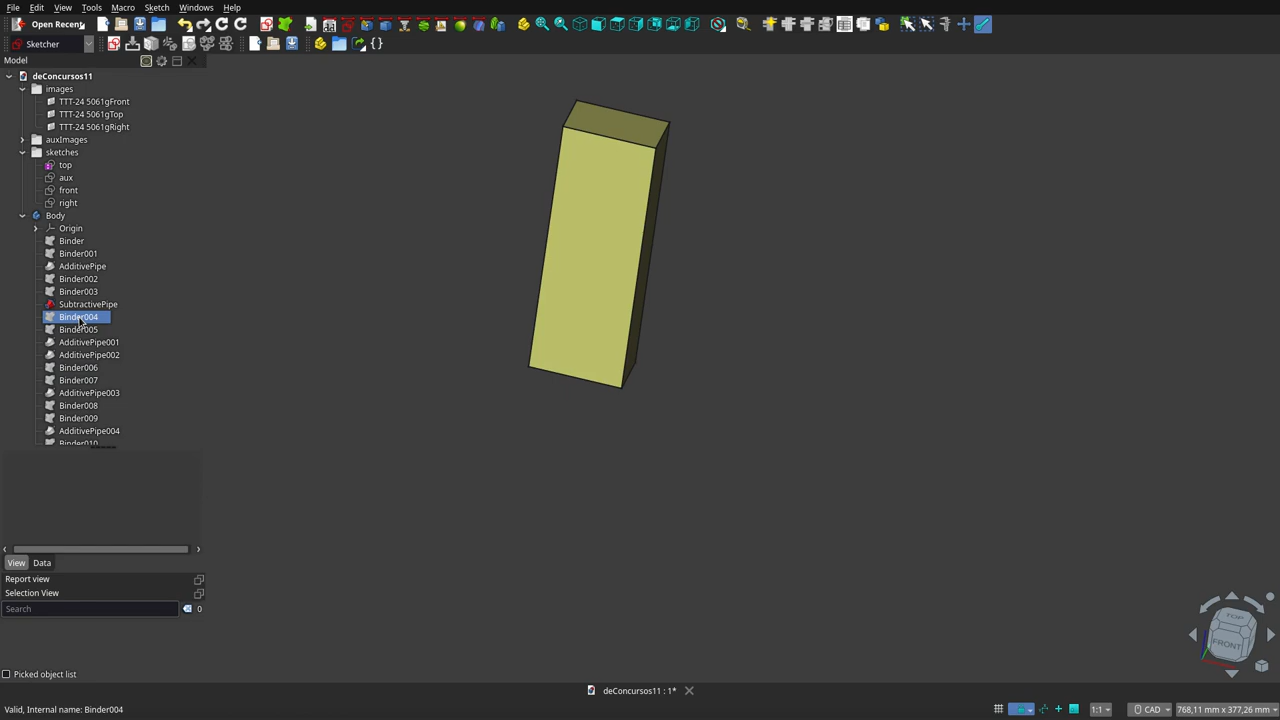 File Edit View Tools Macro Sketch Windows Help
Open Recent
Sketcher
Model
deConcursos11
images
TTT-24 5061gFront
TTT-24 5061gTop
TTT-24 5061gRight
auxImages
sketches
top
aux
front
right
Body
Origin
Binder
Binder001
AdditivePipe
Binder002
Binder003
SubtractivePipe
Binder004
Binder005
AdditivePipe001
AdditivePipe002
Binder006
Binder007
AdditivePipe003
Binder008
Binder009
AdditivePipe004
Binder010
View Data
Report view
Selection View
Search 0
Picked object list
TOP
FRONT
deConcursos11 : 1*
Valid, Internal name: Binder004
1:1 CAD 768,11 mm x 377,26 mm